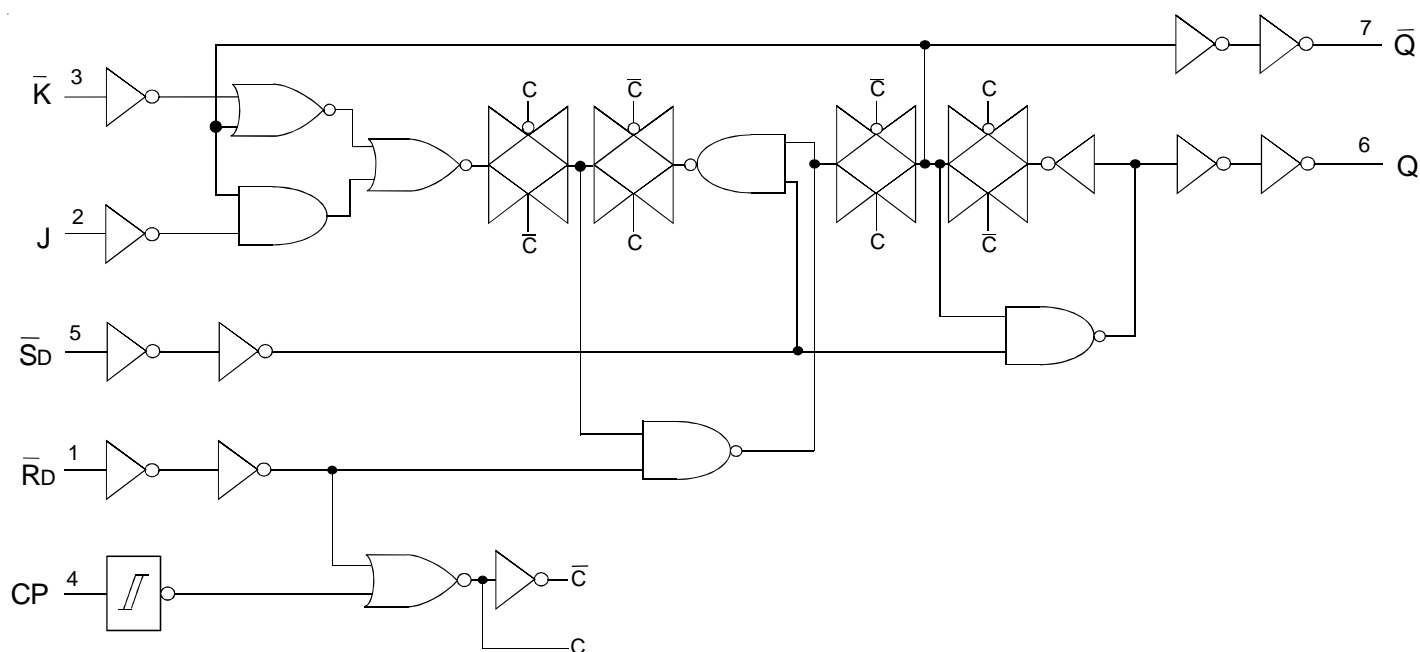 7 Q̅
K̅ 3
C C̅ C̅ C̅
6 Q
J 2
C̅ C C C̅
S̅D 5
R̅D 1
C̅
CP 4
C